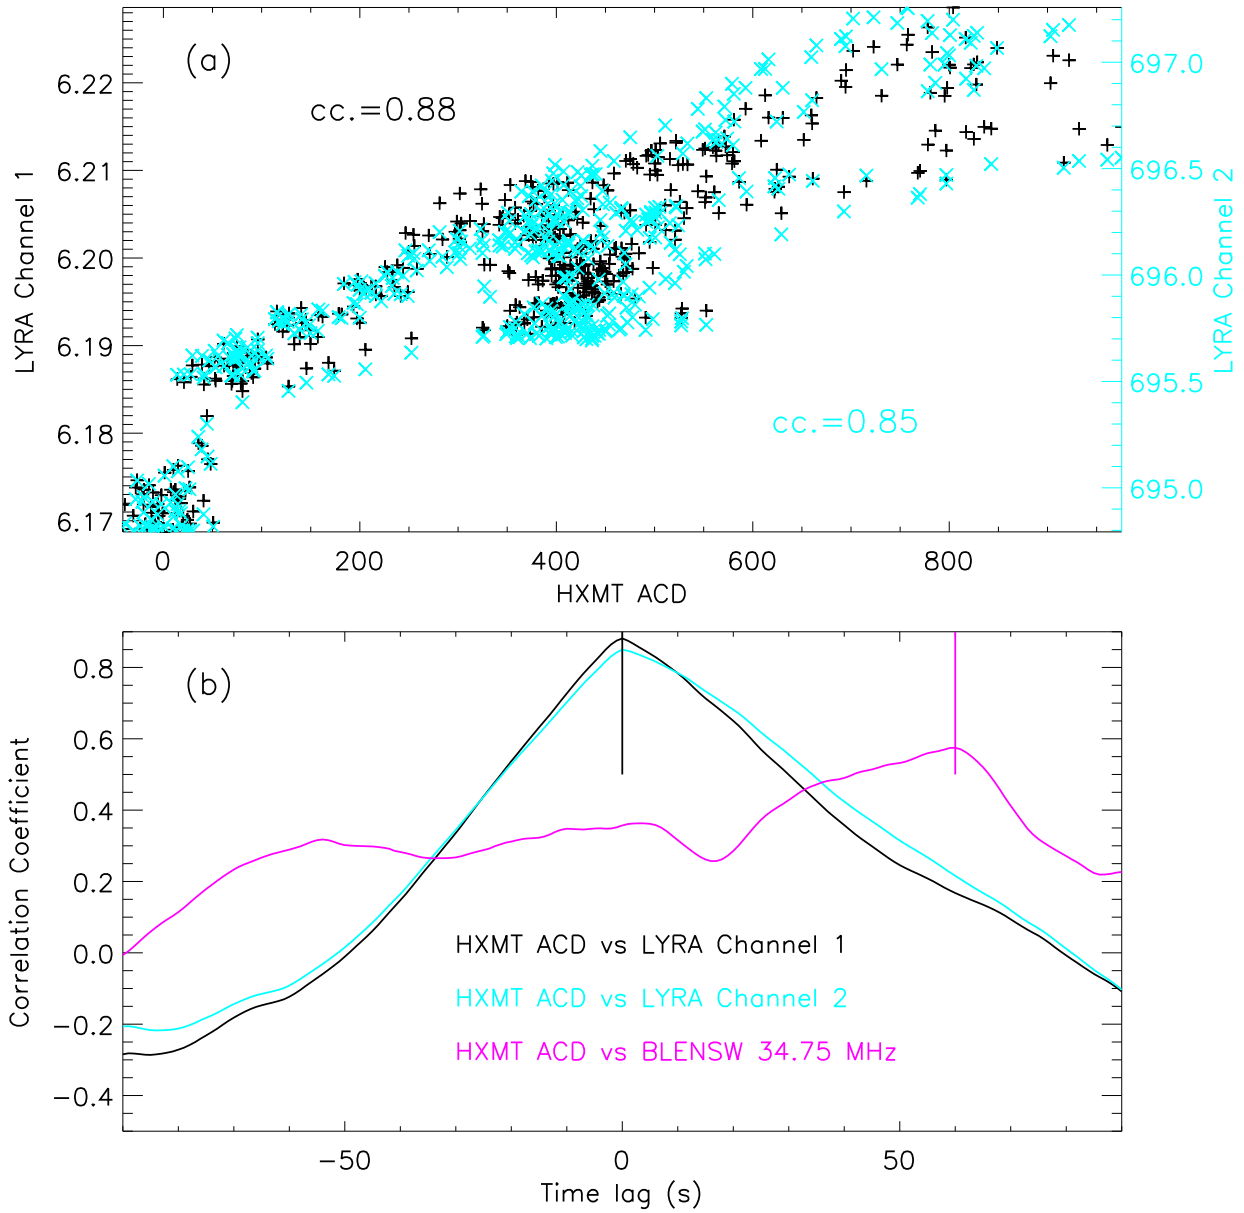 (a)
cc.=0.88
cc.=0.85
6.22
6.21
6.20
6.19
6.18
6.17
LYRA Channel 1
697.0
696.5
696.0
695.5
695.0
LYRA Channel 2
0 200 400 600 800
HXMT ACD
(b)
0.8
0.6
0.4
0.2
0.0
−0.2
−0.4
Correlation Coefficient
HXMT ACD vs LYRA Channel 1
HXMT ACD vs LYRA Channel 2
HXMT ACD vs BLENSW 34.75 MHz
−50 0 50
Time lag (s)